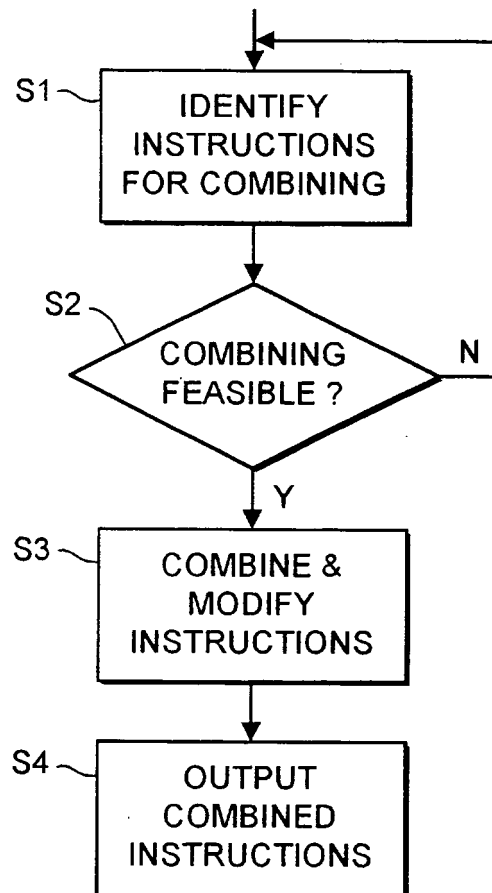 S1
IDENTIFY
INSTRUCTIONS
FOR COMBINING
S2
COMBINING
FEASIBLE ?
N
Y
S3
COMBINE &
MODIFY
INSTRUCTIONS
S4
OUTPUT
COMBINED
INSTRUCTIONS